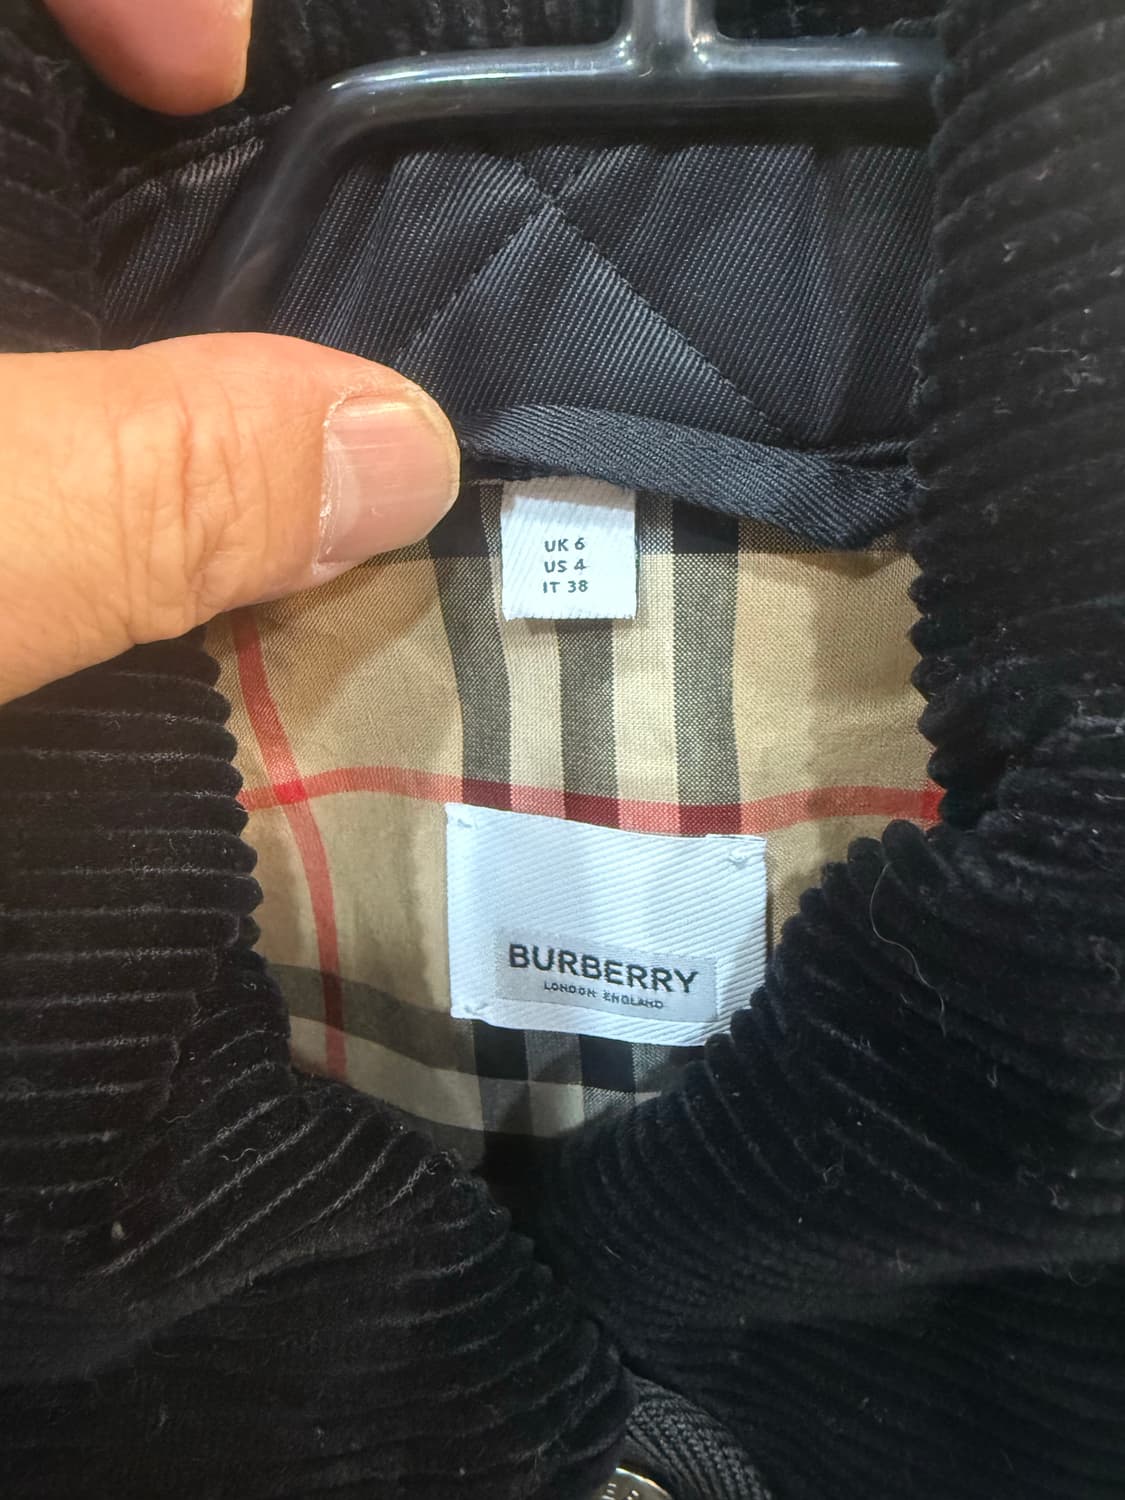 UK 6
US 4
IT 38
BURBERRY
LONDON ENGLAND